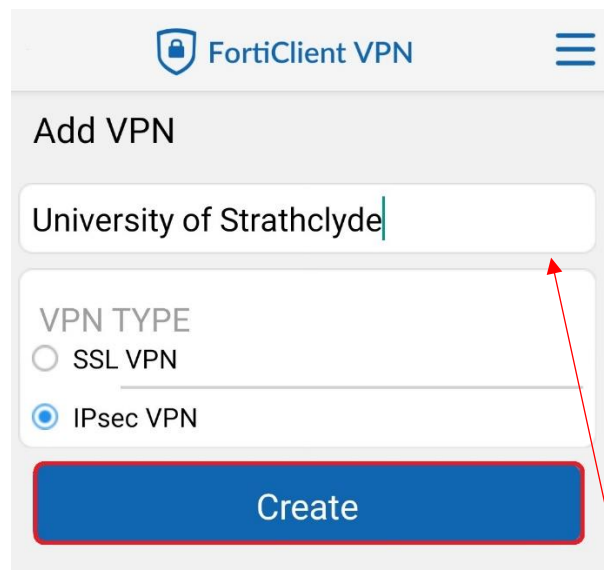 FortiClient VPN
Add VPN
University of Strathclyde
VPN TYPE
SSL VPN
IPsec VPN
Create